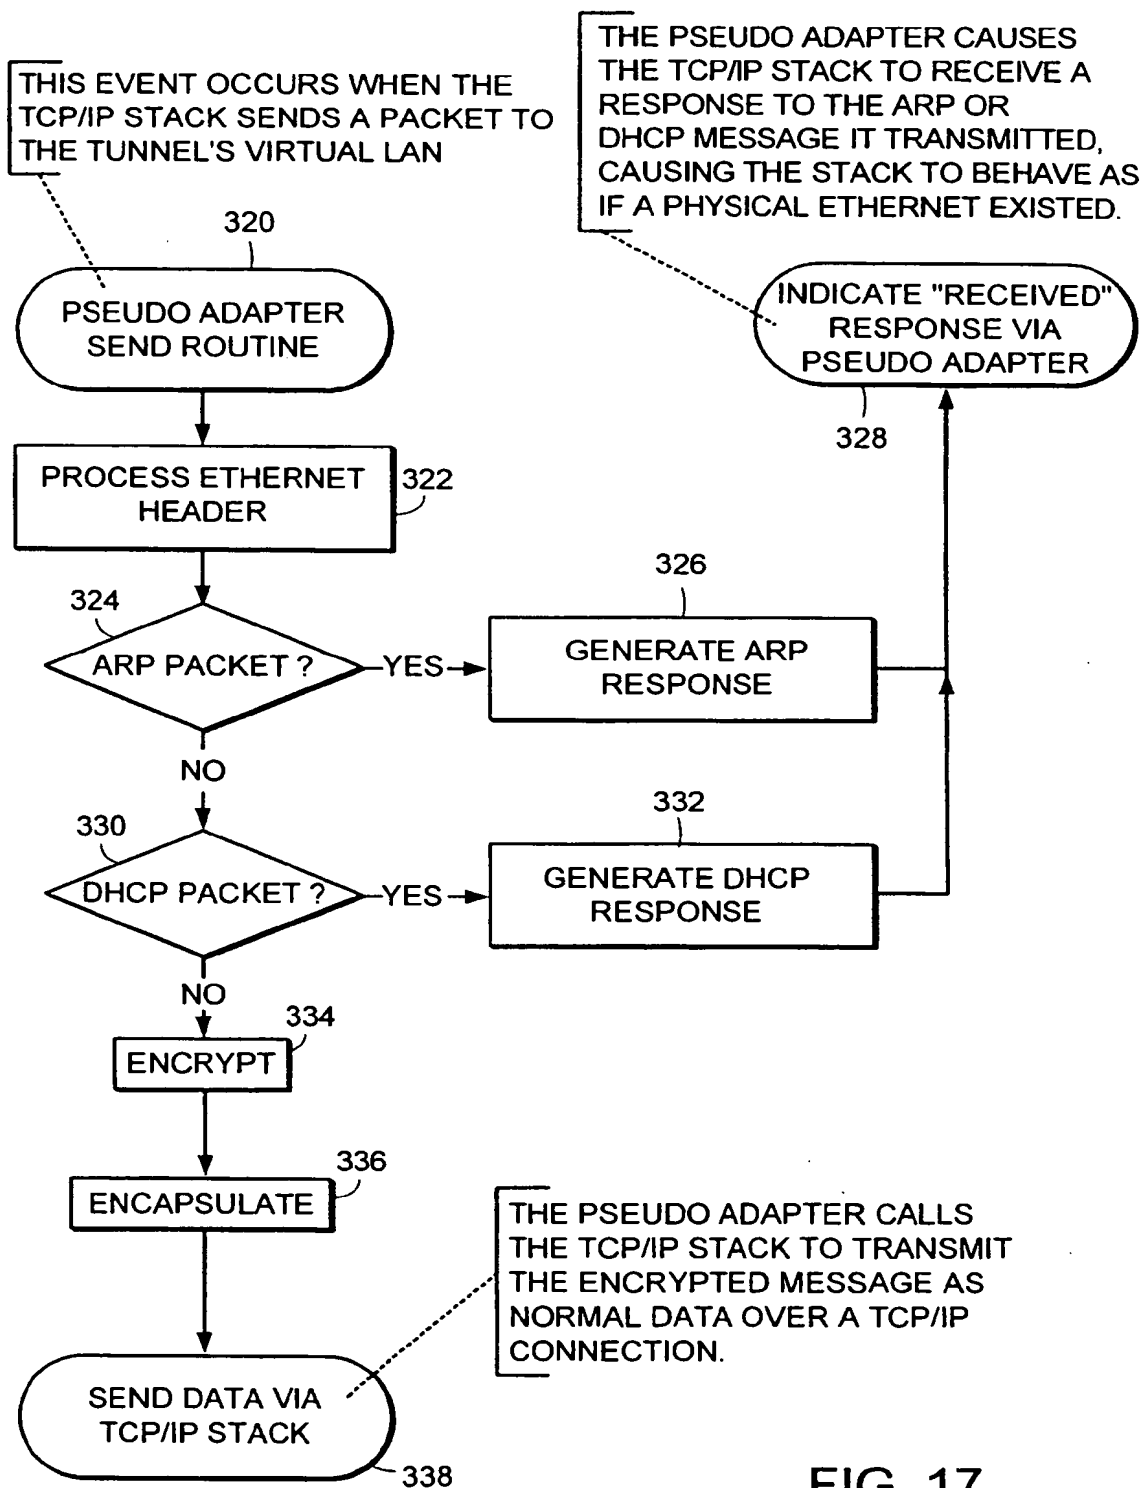 THIS EVENT OCCURS WHEN THE
TCP/IP STACK SENDS A PACKET TO
THE TUNNEL'S VIRTUAL LAN
THE PSEUDO ADAPTER CAUSES
THE TCP/IP STACK TO RECEIVE A
RESPONSE TO THE ARP OR
DHCP MESSAGE IT TRANSMITTED,
CAUSING THE STACK TO BEHAVE AS
IF A PHYSICAL ETHERNET EXISTED.
320
PSEUDO ADAPTER
SEND ROUTINE
INDICATE "RECEIVED"
RESPONSE VIA
PSEUDO ADAPTER
328
PROCESS ETHERNET
HEADER
322
324
ARP PACKET ?
YES
326
GENERATE ARP
RESPONSE
NO
330
DHCP PACKET ?
YES
332
GENERATE DHCP
RESPONSE
NO
334
ENCRYPT
336
ENCAPSULATE
THE PSEUDO ADAPTER CALLS
THE TCP/IP STACK TO TRANSMIT
THE ENCRYPTED MESSAGE AS
NORMAL DATA OVER A TCP/IP
CONNECTION.
SEND DATA VIA
TCP/IP STACK
338
FIG. 17